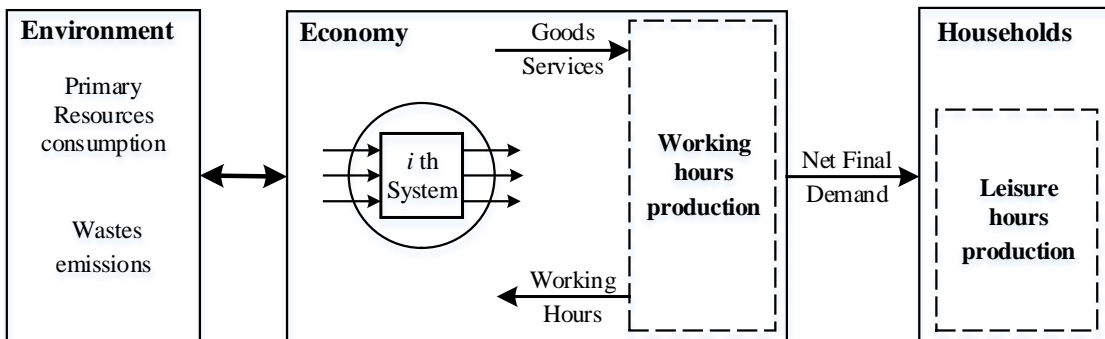 Environment
Primary
Resources
consumption
Wastes
emissions
Economy
Goods
Services
i th
System
Working
hours
production
Working
Hours
Net Final
Demand
Households
Leisure
hours
production